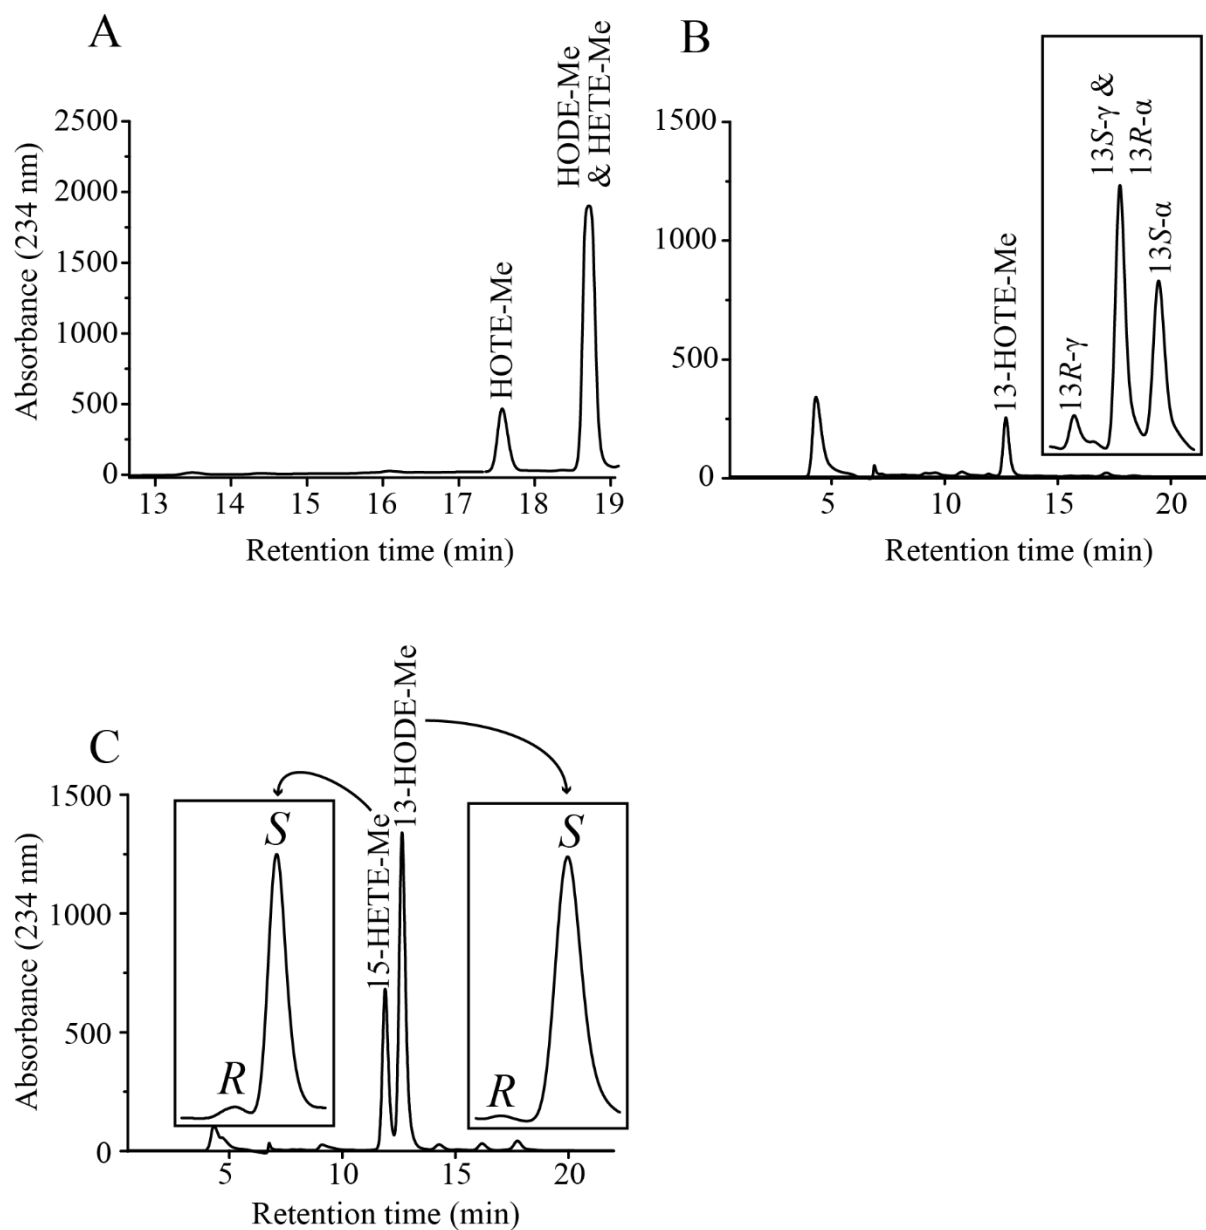 A
Absorbance (234 nm)
2500
2000
1500
1000
500
0
HOTE-Me
HODE-Me
& HETE-Me
13 14 15 16 17 18 19
Retention time (min)
B
1500
1000
500
0
13-HOTE-Me
13R-γ
13S-γ &
13R-α
13S-α
5 10 15 20
Retention time (min)
C
Absorbance (234 nm)
1500
1000
500
0
R
S
15-HETE-Me
13-HODE-Me
R
S
5 10 15 20
Retention time (min)